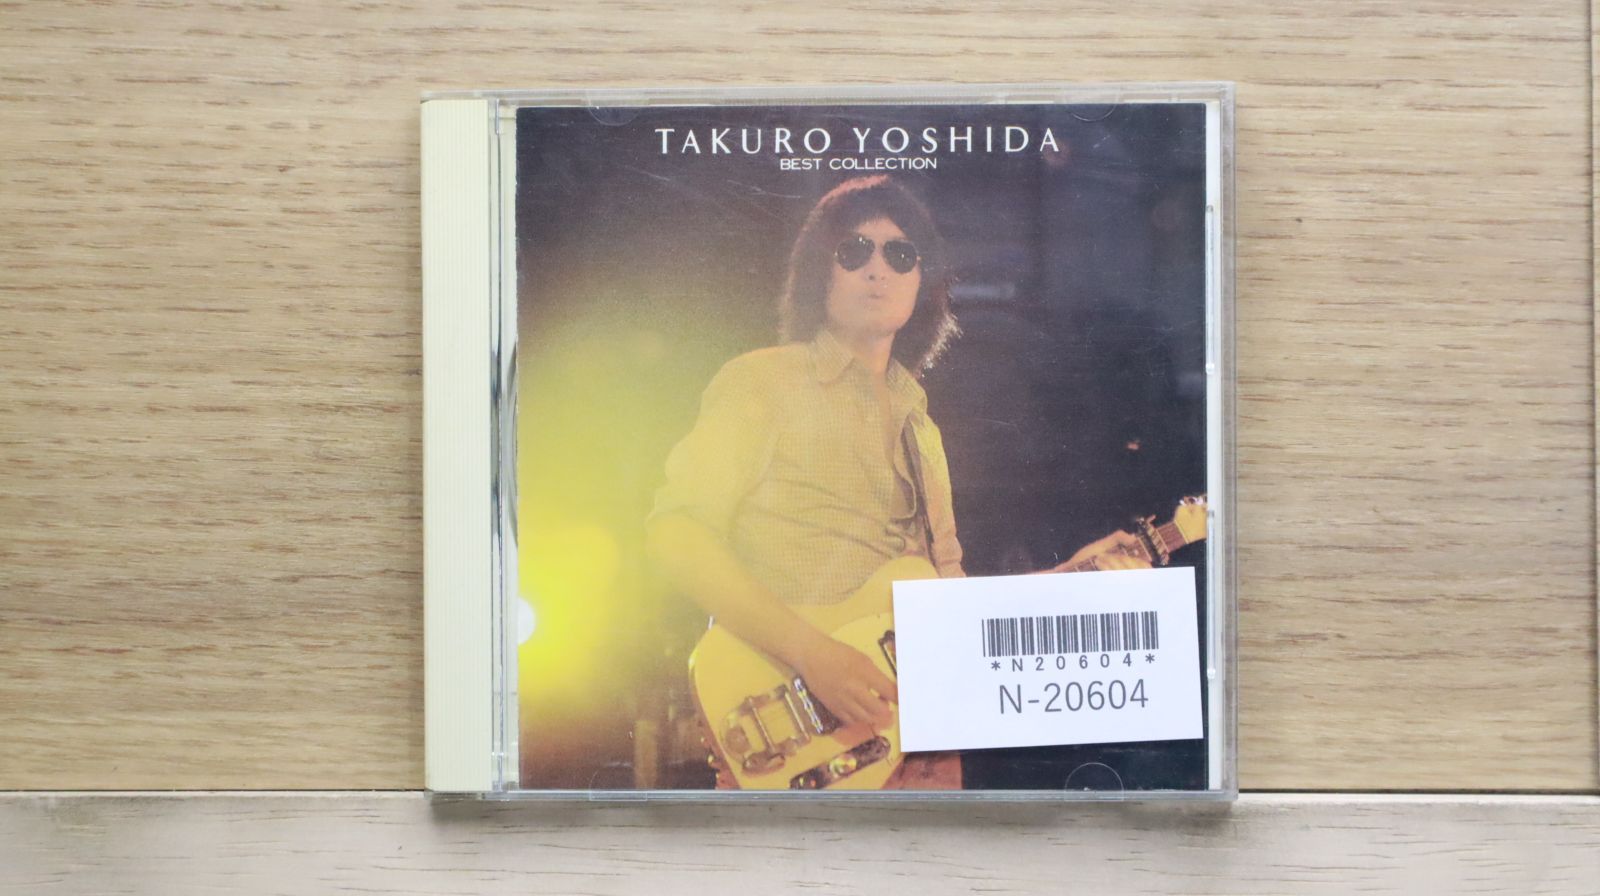 TAKURO YOSHIDA
BEST COLLECTION
*N20604*
N-20604